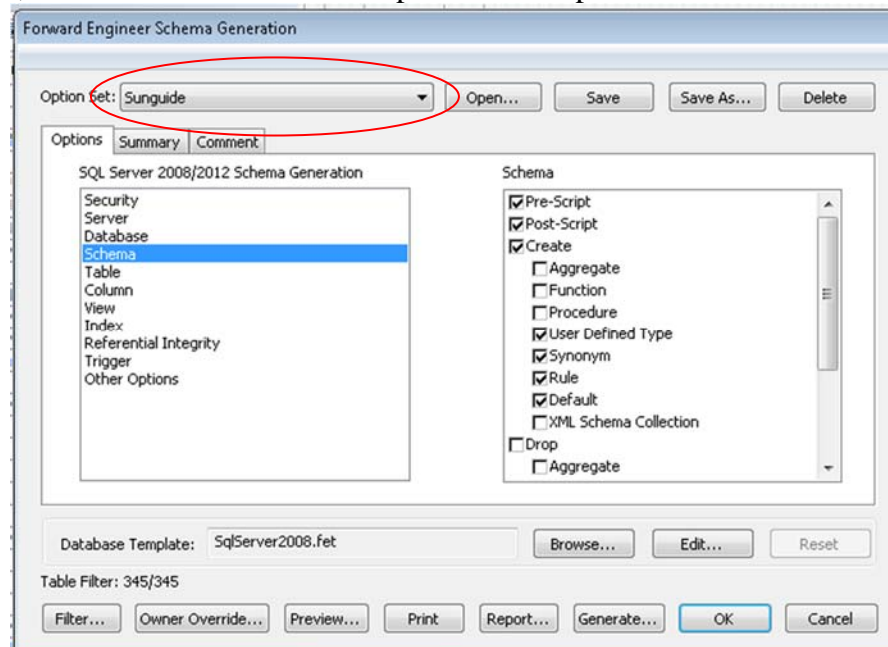 Forward Engineer Schema Generation
Option Set: Sunguide Open... Save Save As... Delete
Options Summary Comment
SQL Server 2008/2012 Schema Generation
Security
Server
Database
Schema
Table
Column
View
Index
Referential Integrity
Trigger
Other Options
Schema
Pre-Script
Post-Script
Create
Aggregate
Function
Procedure
User Defined Type
Synonym
Rule
Default
XML Schema Collection
Drop
Aggregate
Database Template: SqlServer2008.fet Browse... Edit... Reset
Table Filter: 345/345
Filter... Owner Override... Preview... Print Report... Generate... OK Cancel